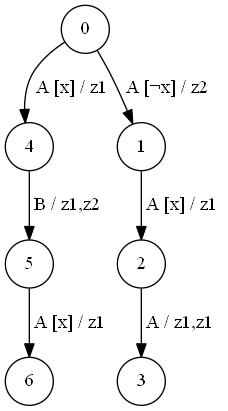 0
A [x] / z1
A [¬x] / z2
4
1
B / z1,z2
A [x] / z1
5
2
A [x] / z1
A / z1,z1
6
3